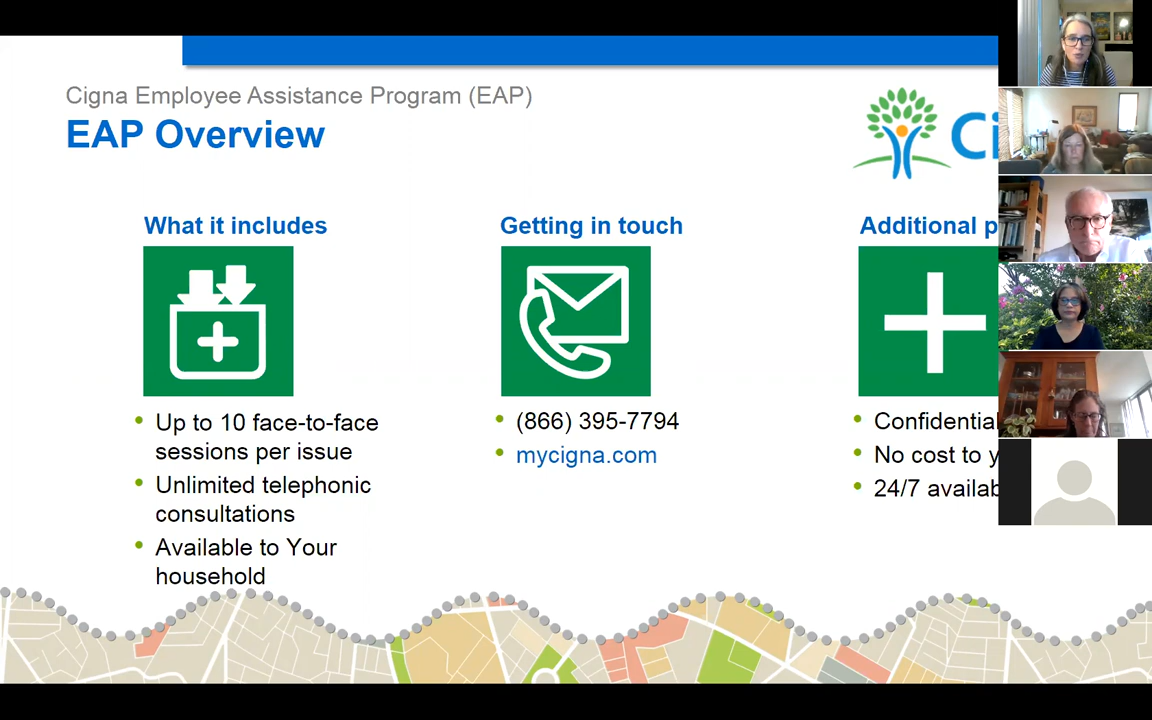 Cigna Employee Assistance Program (EAP)
EAP Overview
Ci
What it includes
Getting in touch
Additional p
Up to 10 face-to-face
sessions per issue
Unlimited telephonic
consultations
Available to Your
household
(866) 395-7794
mycigna.com
Confidential
No cost to y
24/7 availab